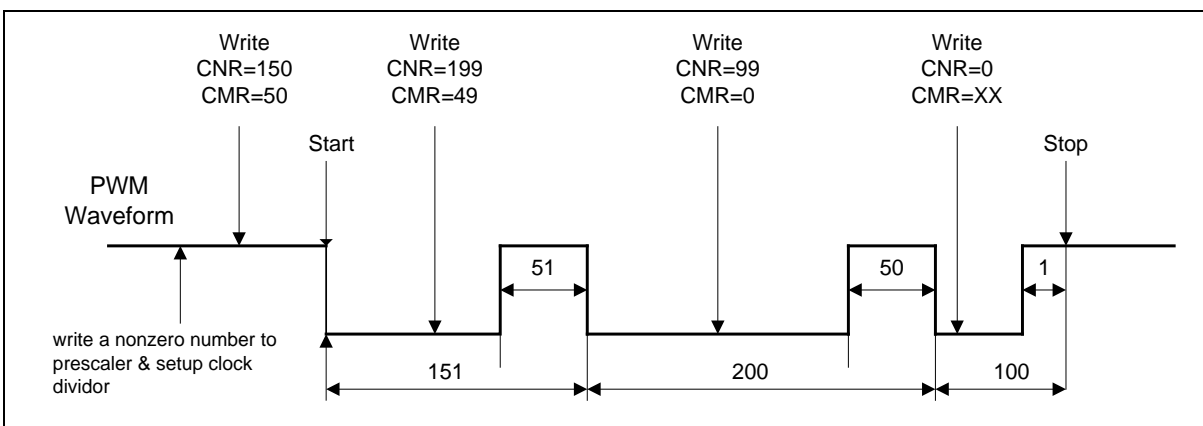 Write
CNR=150
CMR=50
Write
CNR=199
CMR=49
Write
CNR=99
CMR=0
Write
CNR=0
CMR=XX
Start
Stop
PWM
Waveform
51
50
1
write a nonzero number to
prescaler & setup clock
dividor
151
200
100